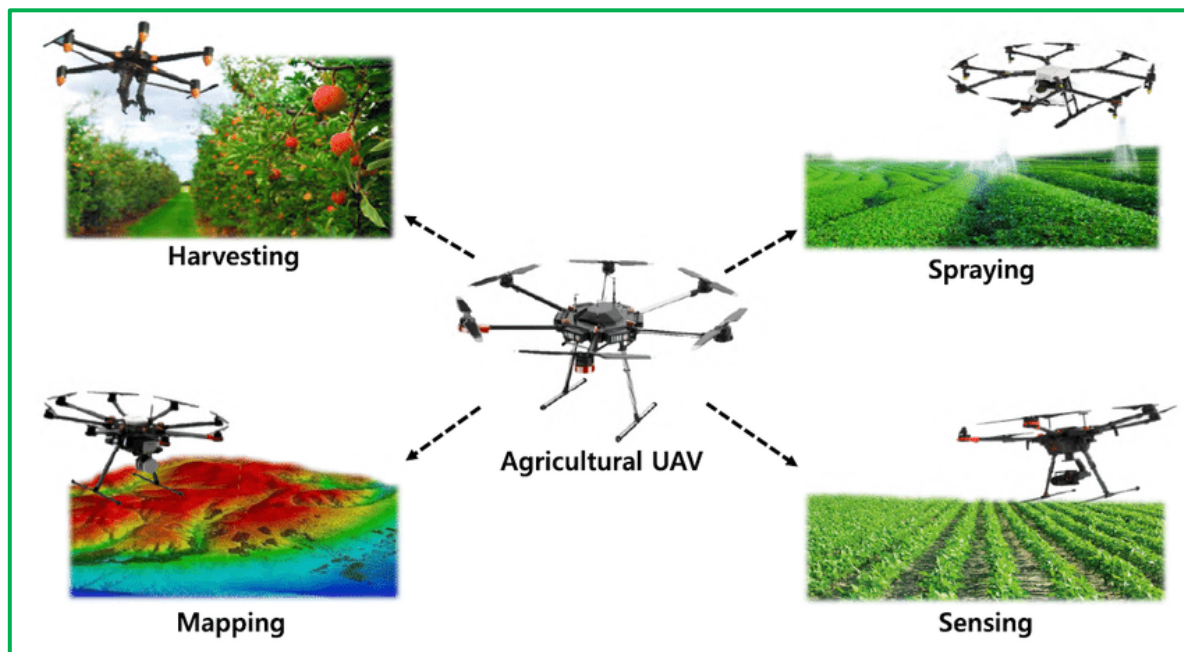 Harvesting
Spraying
Agricultural UAV
Mapping
Sensing